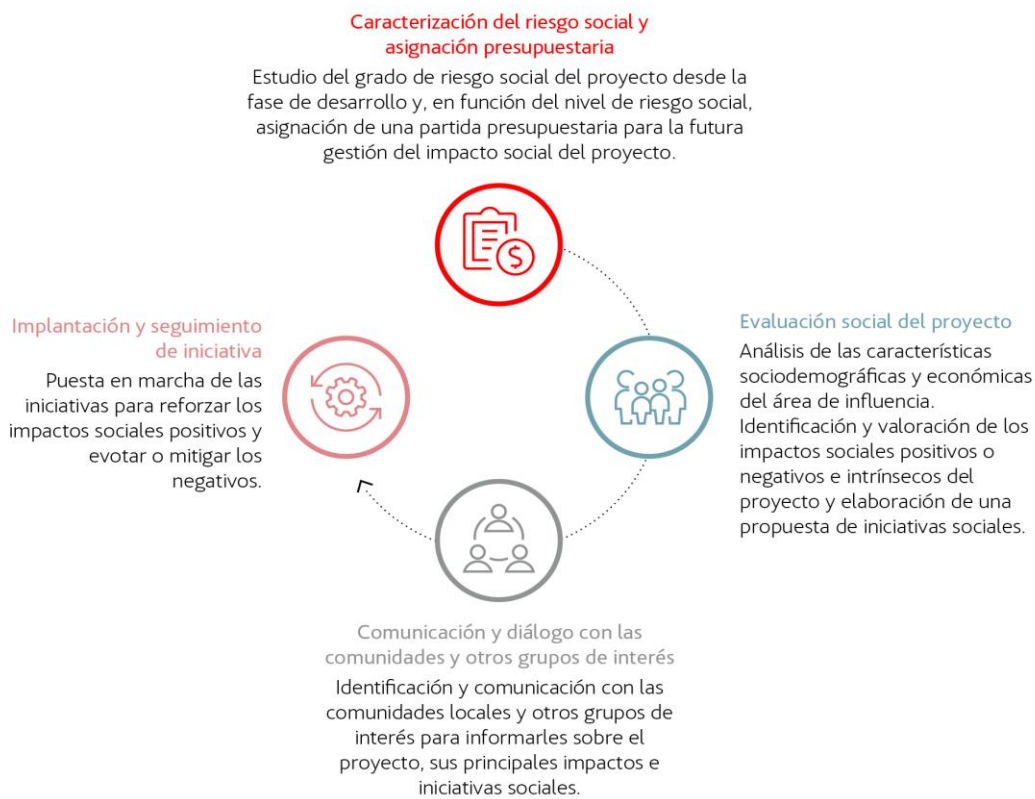 Caracterización del riesgo social y
asignación presupuestaria
Estudio del grado de riesgo social del proyecto desde la
fase de desarrollo y, en función del nivel de riesgo social,
asignación de una partida presupuestaria para la futura
gestión del impacto social del proyecto.
$
Evaluación social del proyecto
Análisis de las características
sociodemográficas y económicas
del área de influencia.
Identificación y valoración de los
impactos sociales positivos o
negativos e intrínsecos del
proyecto y elaboración de una
propuesta de iniciativas sociales.
Comunicación y diálogo con las
comunidades y otros grupos de interés
Identificación y comunicación con las
comunidades locales y otros grupos de
interés para informarles sobre el
proyecto, sus principales impactos e
iniciativas sociales.
Implantación y seguimiento
de iniciativa
Puesta en marcha de las
iniciativas para reforzar los
impactos sociales positivos y
evotar o mitigar los
negativos.